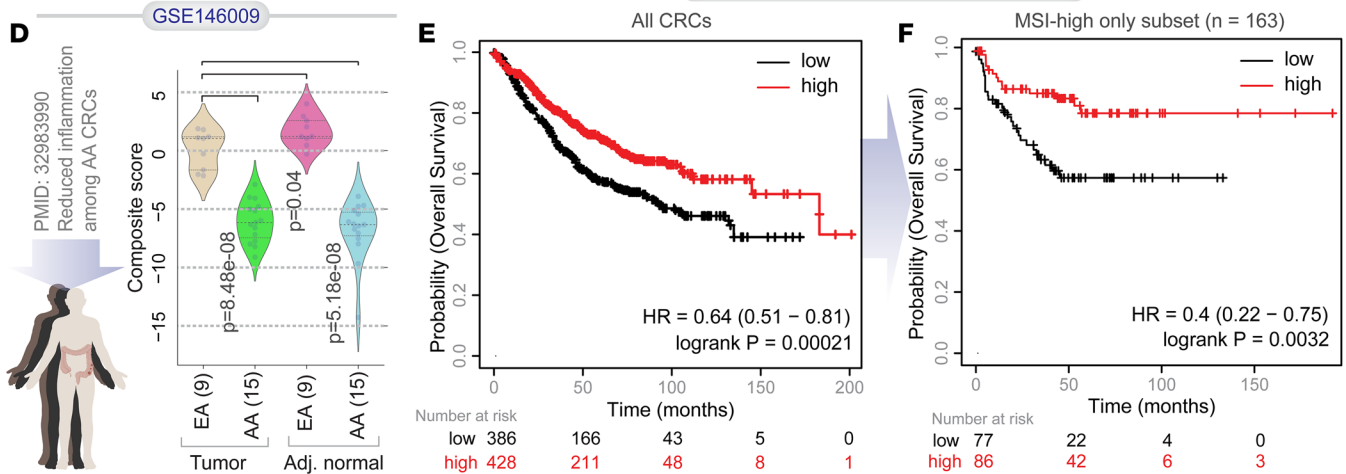 GSE146009
D
PMID: 32983990
Reduced inflammation
among AA CRCs
Composite score
5
0
−5
−10
−15
p=8.48e-08
p=0.04
p=5.18e-08
EA (9)
AA (15)
EA (9)
AA (15)
Tumor
Adj. normal
E
All CRCs
low
high
Probability (Overall Survival)
1.0
0.8
0.6
0.4
0.2
0.0
HR = 0.64 (0.51 − 0.81)
logrank P = 0.00021
0 50 100 150 200
Time (months)
Number at risk
low 386 166 43 5 0
high 428 211 48 8 1
F
MSI-high only subset (n = 163)
low
high
Probability (Overall Survival)
1.0
0.8
0.6
0.4
0.2
0.0
HR = 0.4 (0.22 − 0.75)
logrank P = 0.0032
0 50 100 150
Time (months)
Number at risk
low 77 22 4 0
high 86 42 6 3